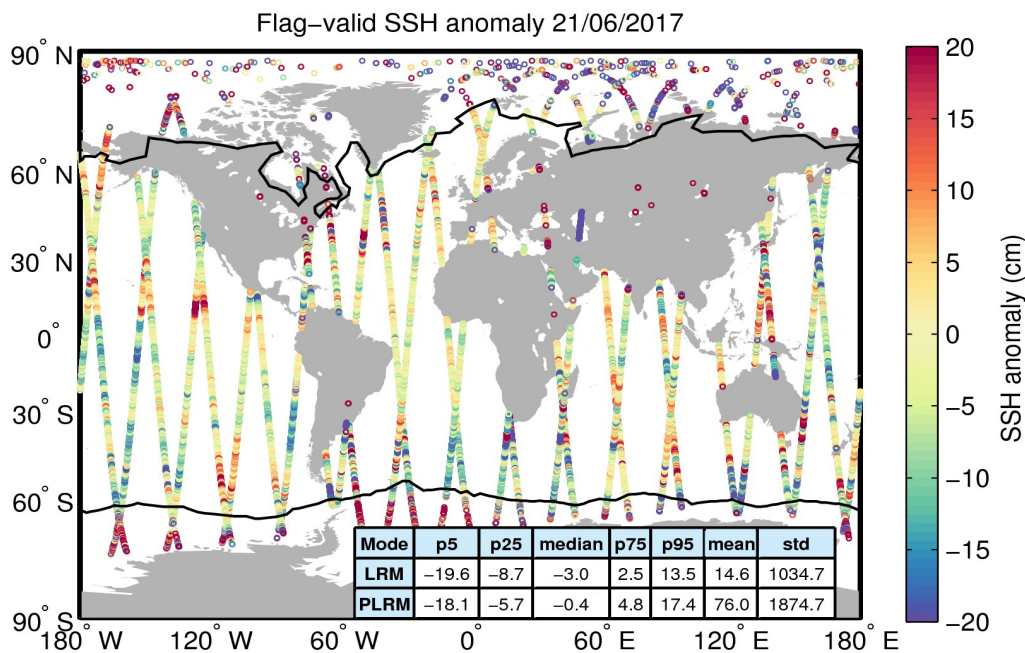 Flag−valid SSH anomaly 21/06/2017
90° N
60° N
30° N
0°
30° S
60° S
90° S
180° W
120° W
60° W
0°
60° E
120° E
180° E
Mode p5 p25 median p75 p95 mean std
LRM −19.6 −8.7 −3.0 2.5 13.5 14.6 1034.7
PLRM −18.1 −5.7 −0.4 4.8 17.4 76.0 1874.7
20
15
10
5
0
−5
−10
−15
−20
SSH anomaly (cm)